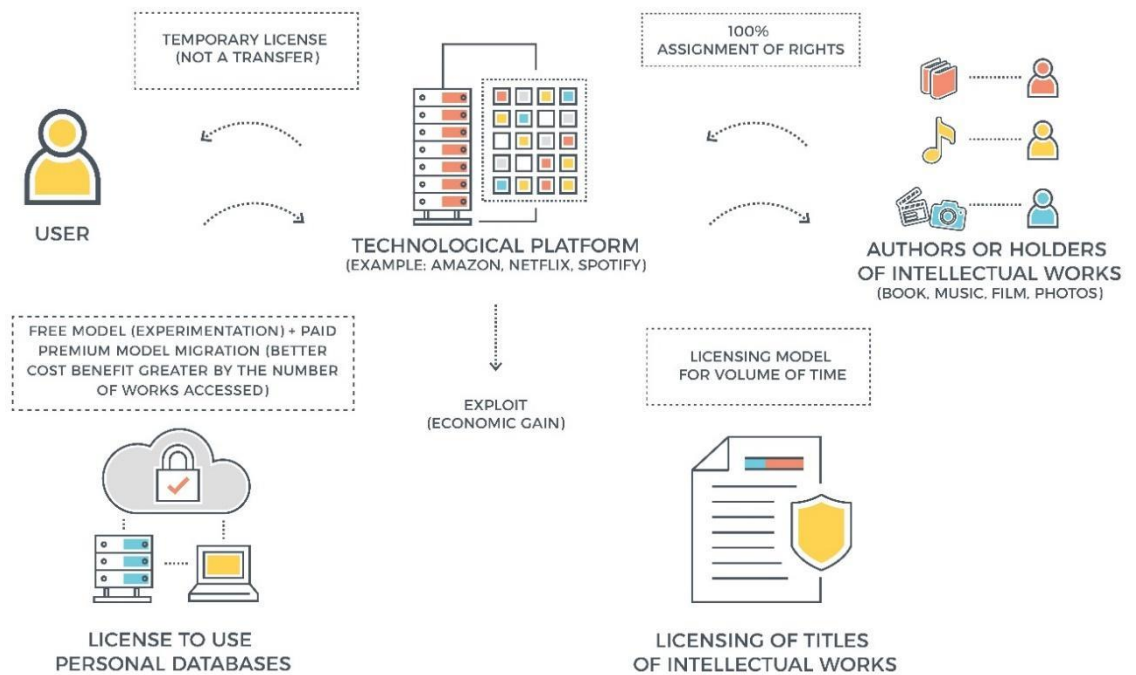 TEMPORARY LICENSE
(NOT A TRANSFER)
100%
ASSIGNMENT OF RIGHTS
USER
TECHNOLOGICAL PLATFORM
(EXAMPLE: AMAZON, NETFLIX, SPOTIFY)
AUTHORS OR HOLDERS
OF INTELLECTUAL WORKS
(BOOK, MUSIC, FILM, PHOTOS)
FREE MODEL (EXPERIMENTATION) + PAID
PREMIUM MODEL MIGRATION (BETTER
COST BENEFIT GREATER BY THE NUMBER
OF WORKS ACCESSED)
EXPLOIT
(ECONOMIC GAIN)
LICENSING MODEL
FOR VOLUME OF TIME
LICENSE TO USE
PERSONAL DATABASES
LICENSING OF TITLES
OF INTELLECTUAL WORKS